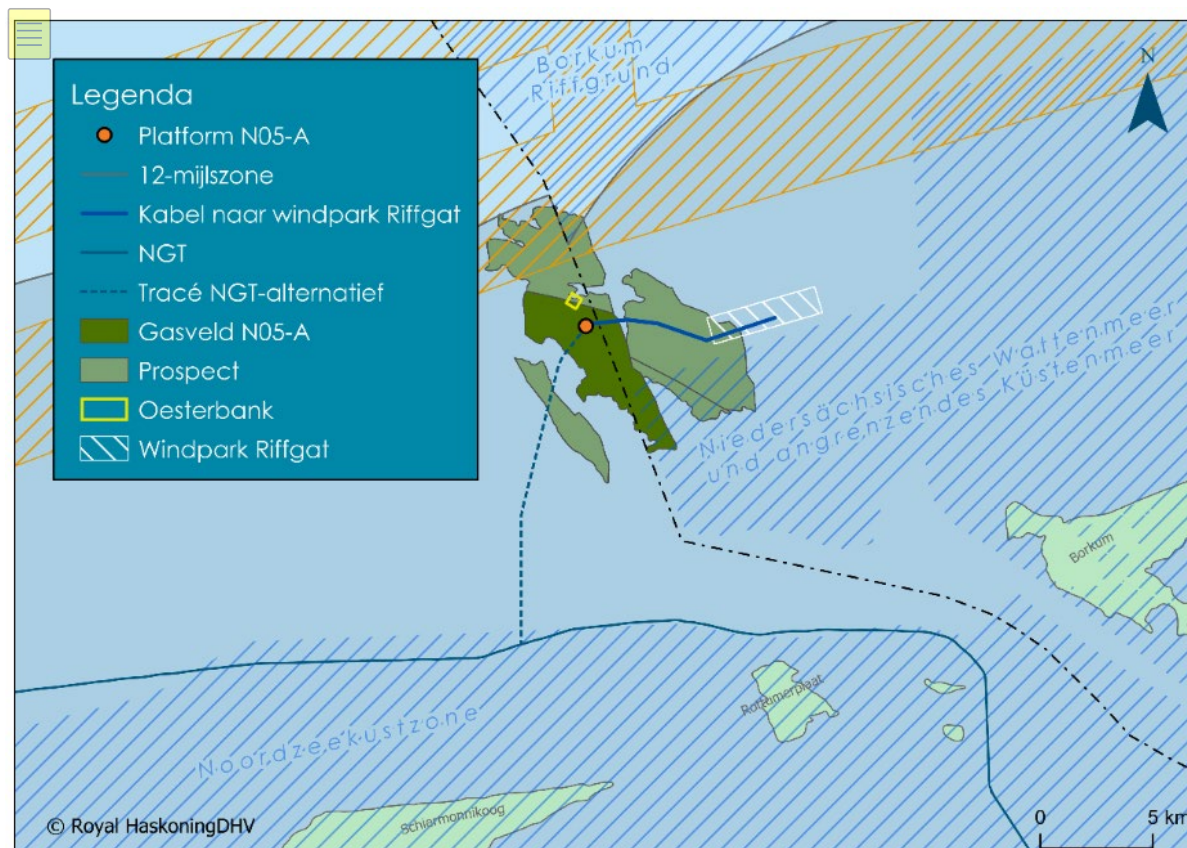 Borkum
Riffgrund
N
Legenda
Platform N05-A
12-mijlszone
Kabel naar windpark Riffgat
NGT
Tracé NGT-alternatief
Gasveld N05-A
Prospect
Oesterbank
Windpark Riffgat
Niedersächsisches Wattenmeer
und angrenzendes Küstenmeer
Borkum
Rottumerplaat
Noordzeekustzone
Schiermonnikoog
© Royal HaskoningDHV
0 5 km